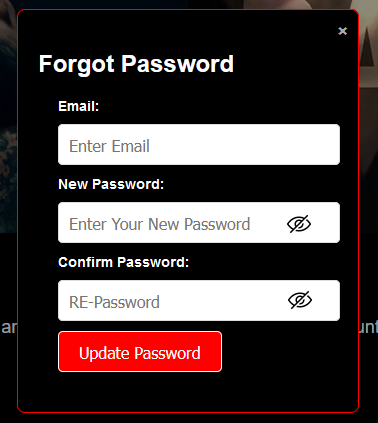 ×
Forgot Password
Email:
Enter Email
New Password:
Enter Your New Password
Confirm Password:
RE-Password
Update Password